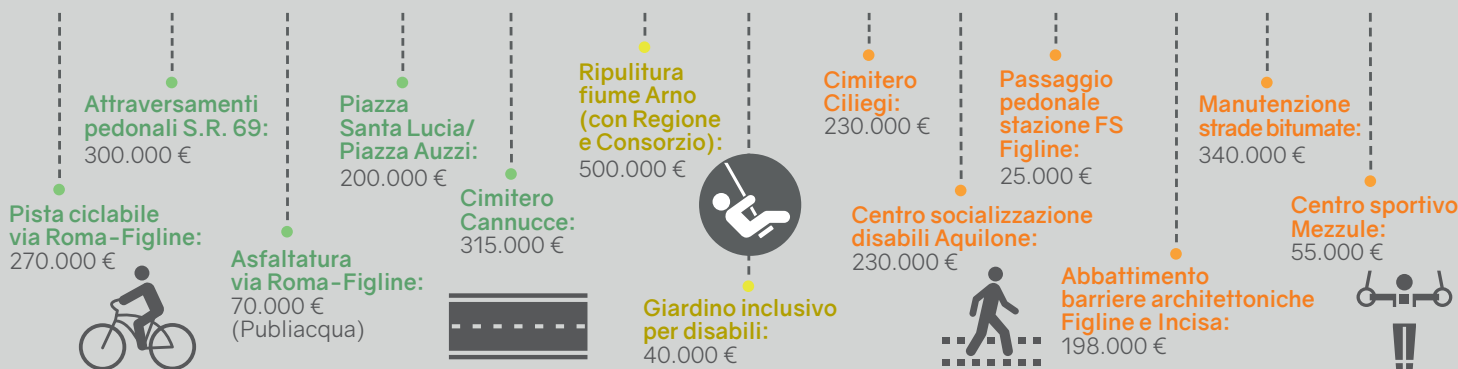 Pista ciclabile
via Roma-Figline:
270.000 €
Attraversamenti
pedonali S.R. 69:
300.000 €
Asfaltatura
via Roma-Figline:
70.000 €
(Publiacqua)
Piazza
Santa Lucia/
Piazza Auzzi:
200.000 €
Cimitero
Cannucce:
315.000 €
Ripulitura
fiume Arno
(con Regione
e Consorzio):
500.000 €
Giardino inclusivo
per disabili:
40.000 €
Cimitero
Ciliegi:
230.000 €
Centro socializzazione
disabili Aquilone:
230.000 €
Passaggio
pedonale
stazione FS
Figline:
25.000 €
Abbattimento
barriere architettoniche
Figline e Incisa:
198.000 €
Manutenzione
strade bitumate:
340.000 €
Centro sportivo
Mezzule:
55.000 €